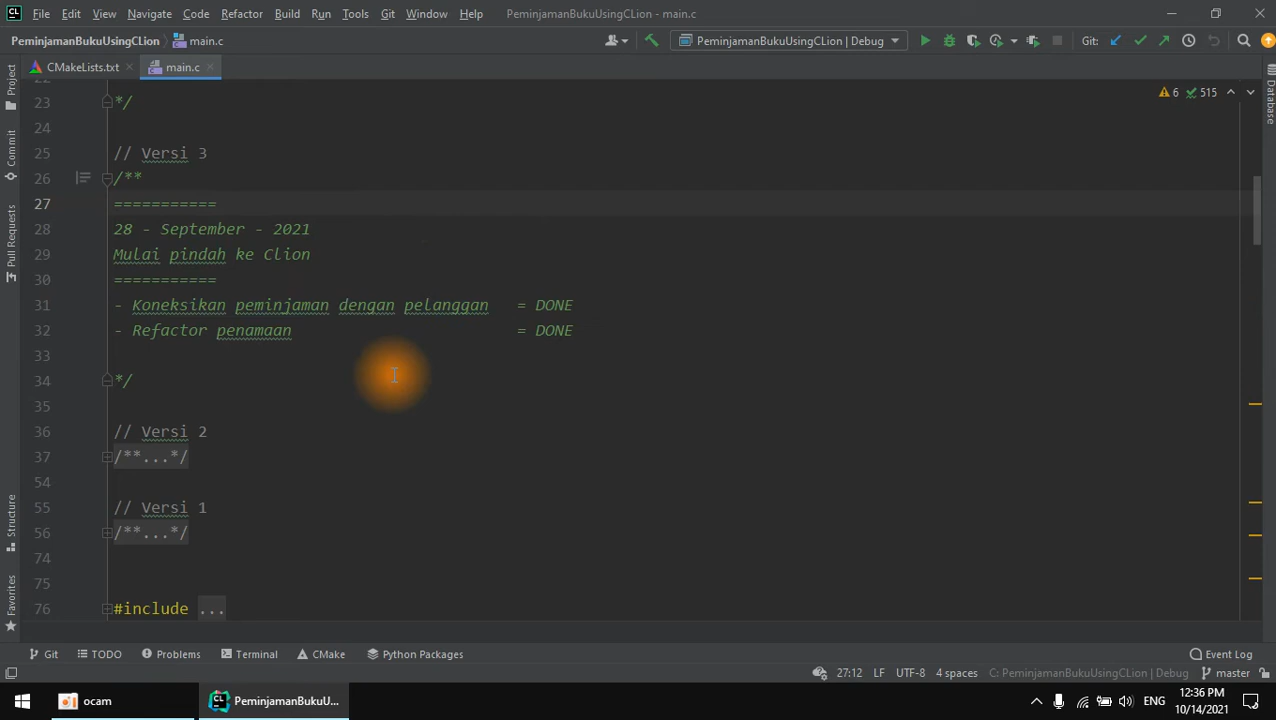 File Edit View Navigate Code Refactor Build Run Tools Git Window Help PeminjamanBukuUsingCLion - main.c
PeminjamanBukuUsingCLion main.c PeminjamanBukuUsingCLion | Debug Git:
CMakeLists.txt main.c
Project
Commit
Pull Requests
Structure
Favorites
Database
6 515
22
23 */
24
25 // Versi 3
26 /**
27 ===========
28 28 - September - 2021
29 Mulai pindah ke Clion
30 ===========
31 - Koneksikan peminjaman dengan pelanggan = DONE
32 - Refactor penamaan = DONE
33
34 */
35
36 // Versi 2
37 /**...*/
54
55 // Versi 1
56 /**...*/
74
75
76 #include ...
Git TODO Problems Terminal CMake Python Packages Event Log
27:12 LF UTF-8 4 spaces C: PeminjamanBukuUsingCLion | Debug master
ocam PeminjamanBukuU... ENG 12:36 PM
10/14/2021